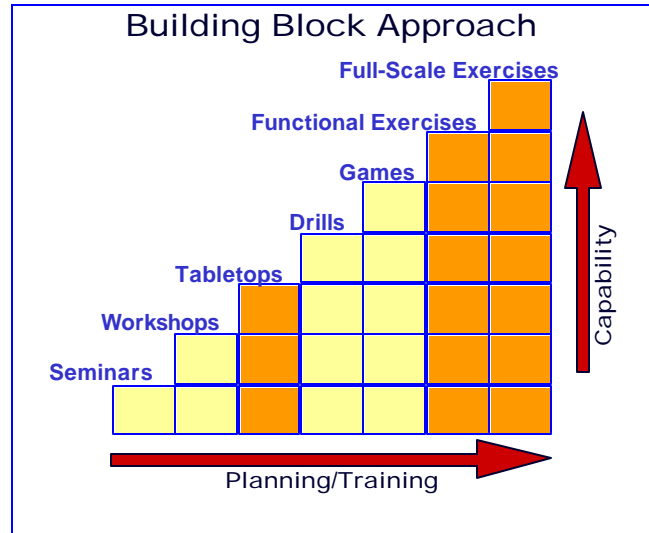 Building Block Approach
Full-Scale Exercises
Functional Exercises
Games
Drills
Tabletops
Workshops
Seminars
Capability
Planning/Training